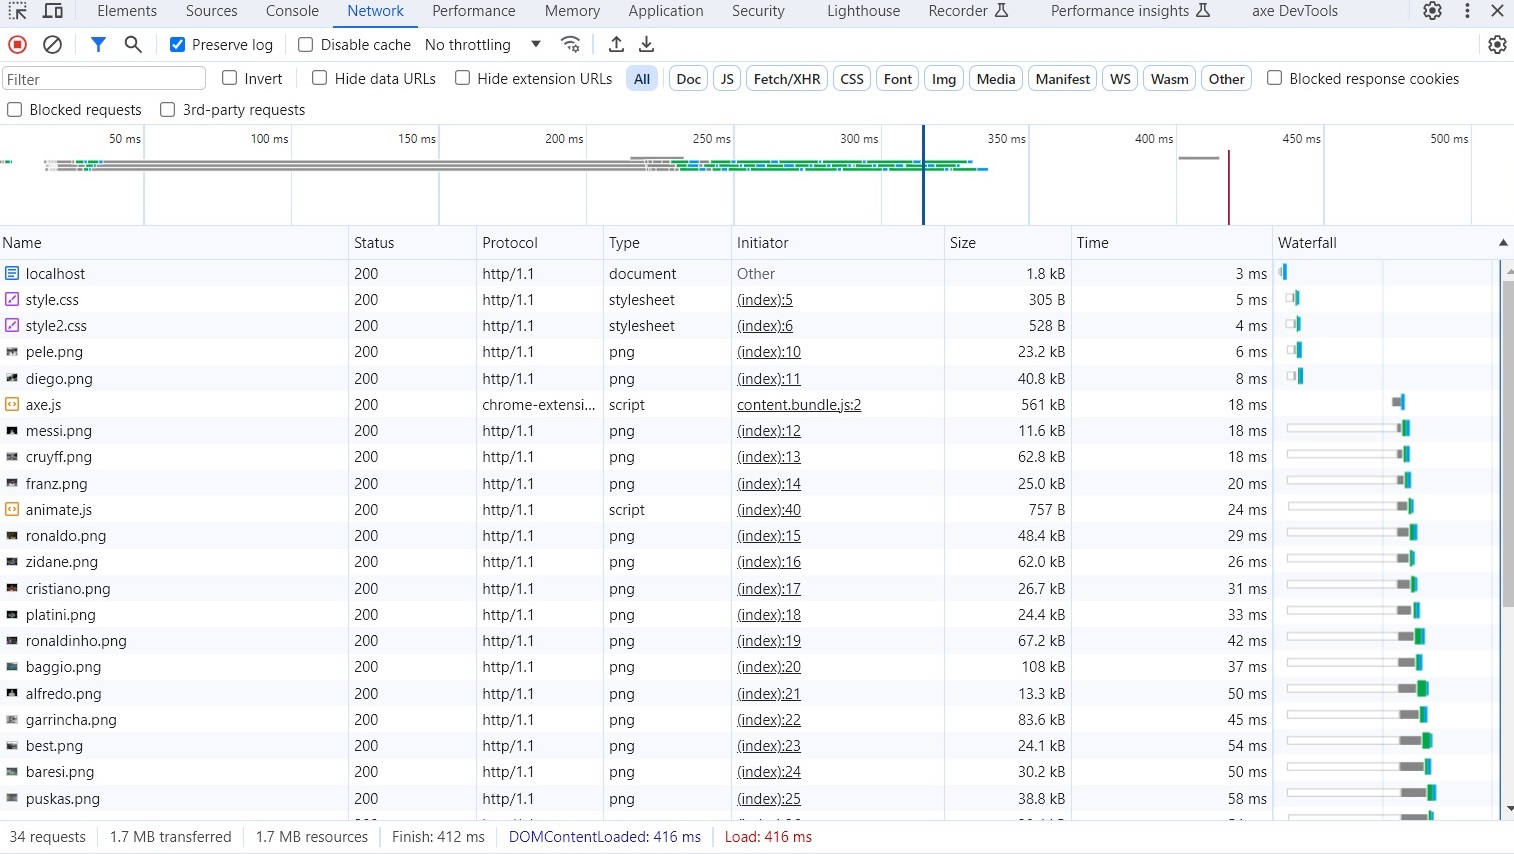 Elements Sources Console Network Performance Memory Application Security Lighthouse Recorder Performance insights axe DevTools
Preserve log Disable cache No throttling
Filter Invert Hide data URLs Hide extension URLs All Doc JS Fetch/XHR CSS Font Img Media Manifest WS Wasm Other Blocked response cookies
Blocked requests 3rd-party requests
50 ms 100 ms 150 ms 200 ms 250 ms 300 ms 350 ms 400 ms 450 ms 500 ms
Name Status Protocol Type Initiator Size Time Waterfall
localhost 200 http/1.1 document Other 1.8 kB 3 ms
style.css 200 http/1.1 stylesheet (index):5 305 B 5 ms
style2.css 200 http/1.1 stylesheet (index):6 528 B 4 ms
pele.png 200 http/1.1 png (index):10 23.2 kB 6 ms
diego.png 200 http/1.1 png (index):11 40.8 kB 8 ms
axe.js 200 chrome-extensi... script content.bundle.js:2 561 kB 18 ms
messi.png 200 http/1.1 png (index):12 11.6 kB 18 ms
cruyff.png 200 http/1.1 png (index):13 62.8 kB 18 ms
franz.png 200 http/1.1 png (index):14 25.0 kB 20 ms
animate.js 200 http/1.1 script (index):40 757 B 24 ms
ronaldo.png 200 http/1.1 png (index):15 48.4 kB 29 ms
zidane.png 200 http/1.1 png (index):16 62.0 kB 26 ms
cristiano.png 200 http/1.1 png (index):17 26.7 kB 31 ms
platini.png 200 http/1.1 png (index):18 24.4 kB 33 ms
ronaldinho.png 200 http/1.1 png (index):19 67.2 kB 42 ms
baggio.png 200 http/1.1 png (index):20 108 kB 37 ms
alfredo.png 200 http/1.1 png (index):21 13.3 kB 50 ms
garrincha.png 200 http/1.1 png (index):22 83.6 kB 45 ms
best.png 200 http/1.1 png (index):23 24.1 kB 54 ms
baresi.png 200 http/1.1 png (index):24 30.2 kB 50 ms
puskas.png 200 http/1.1 png (index):25 38.8 kB 58 ms
34 requests 1.7 MB transferred 1.7 MB resources Finish: 412 ms DOMContentLoaded: 416 ms Load: 416 ms